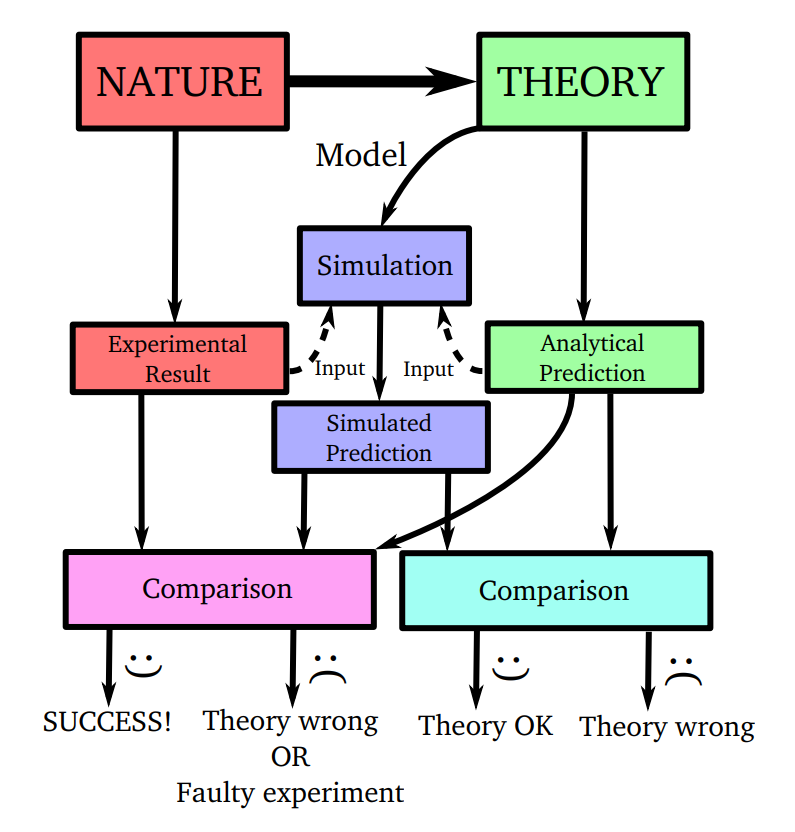 NATURE
THEORY
Model
Simulation
Experimental
Result
Input
Input
Analytical
Prediction
Simulated
Prediction
Comparison
Comparison
:)
:(
:)
:(
SUCCESS!
Theory wrong
OR
Faulty experiment
Theory OK
Theory wrong